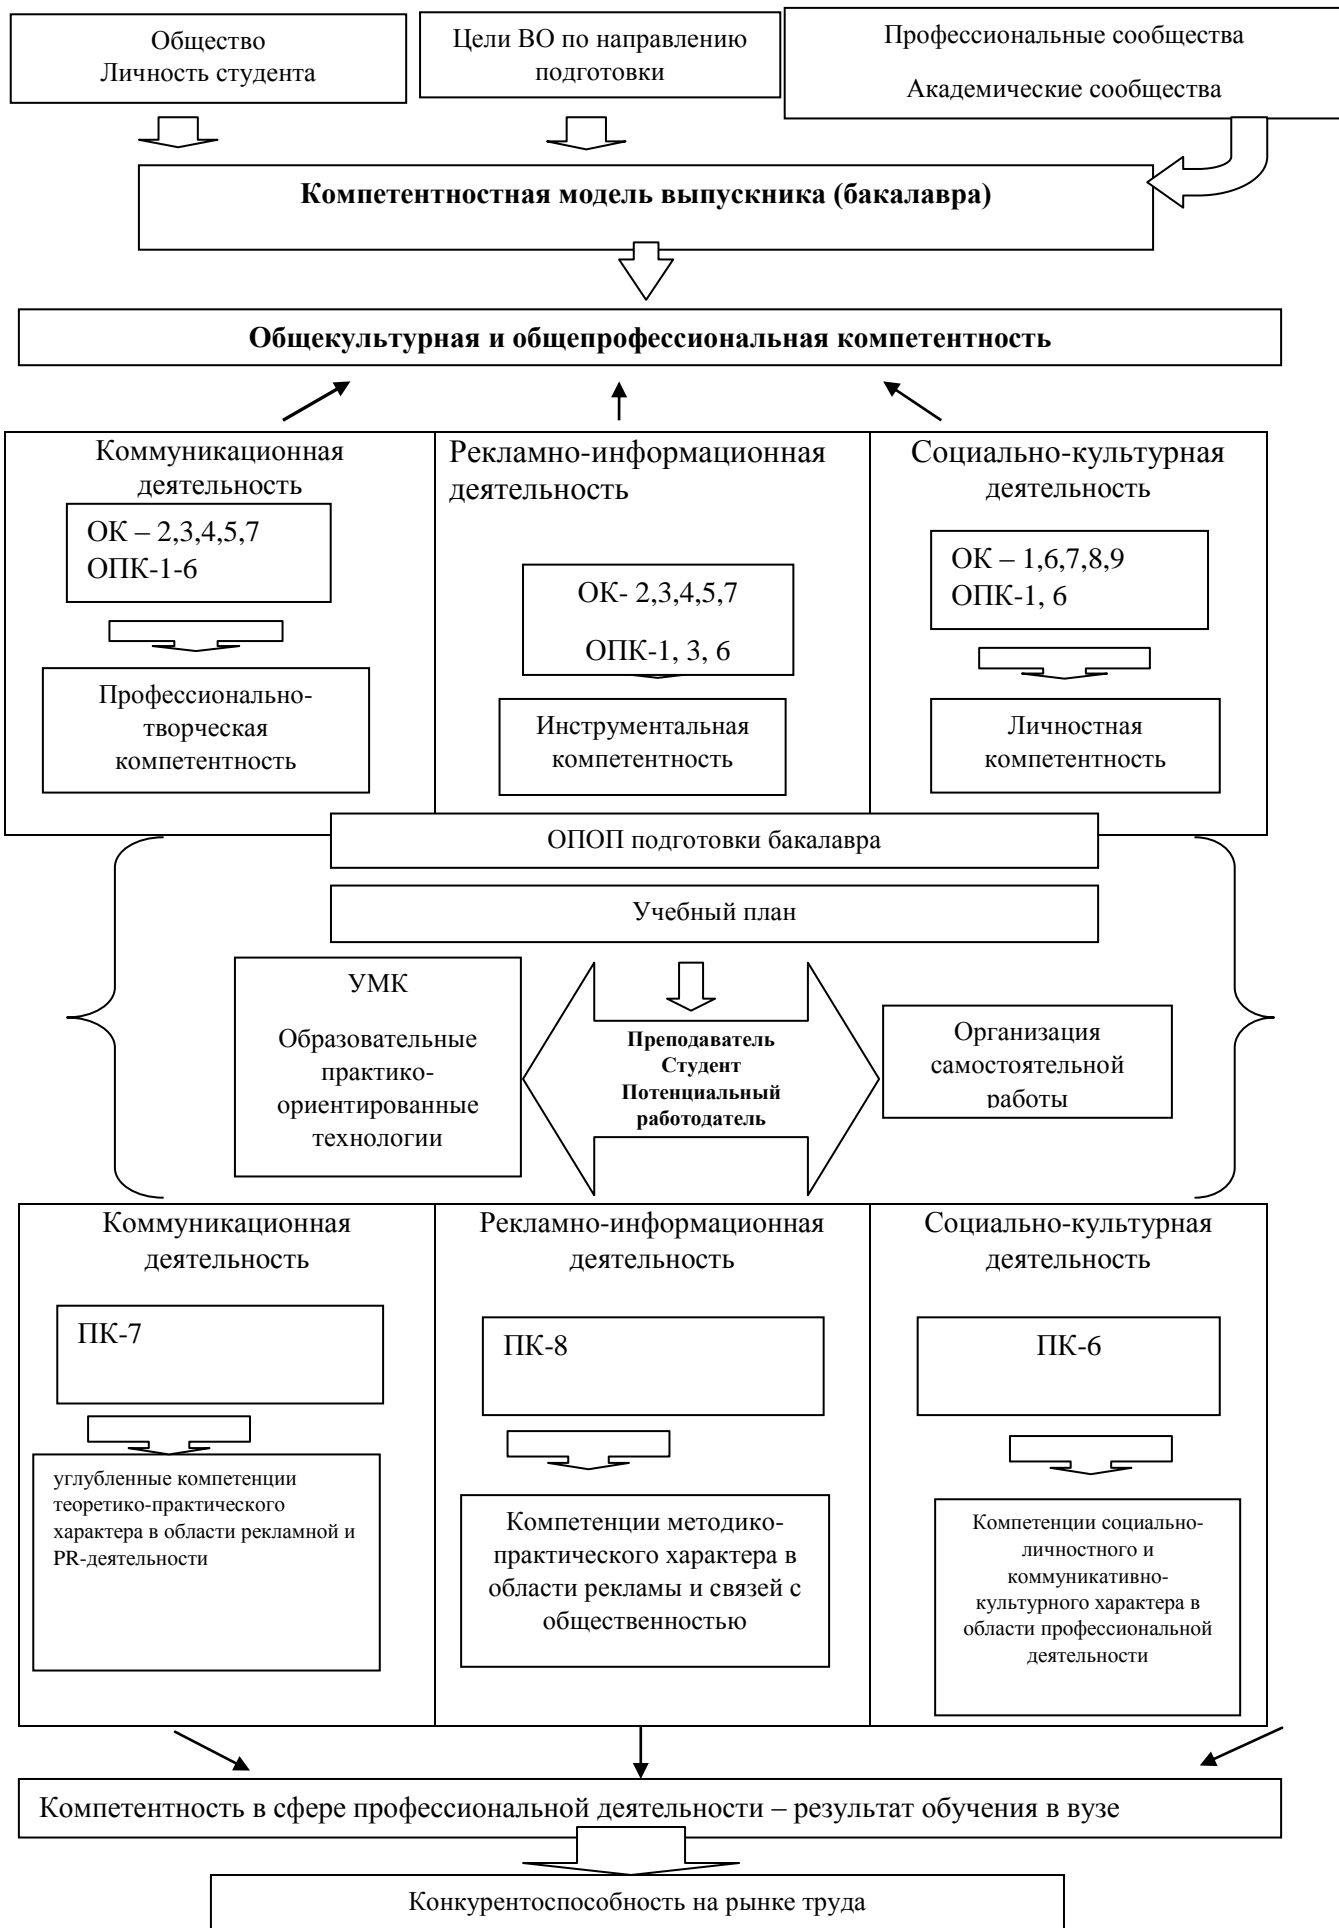 Общество
Личность студента
Цели ВО по направлению
подготовки
Профессиональные сообщества
Академические сообщества
Компетентностная модель выпускника (бакалавра)
Общекультурная и общепрофессиональная компетентность
Коммуникационная
деятельность
ОК – 2,3,4,5,7
ОПК-1-6
Профессионально-
творческая
компетентность
Рекламно-информационная
деятельность
ОК- 2,3,4,5,7
ОПК-1, 3, 6
Инструментальная
компетентность
Социально-культурная
деятельность
ОК – 1,6,7,8,9
ОПК-1, 6
Личностная
компетентность
ОПОП подготовки бакалавра
Учебный план
УМК
Образовательные
практико-
ориентированные
технологии
Преподаватель
Студент
Потенциальный
работодатель
Организация
самостоятельной
работы
Коммуникационная
деятельность
ПК-7
углубленные компетенции
теоретико-практического
характера в области рекламной и
PR-деятельности
Рекламно-информационная
деятельность
ПК-8
Компетенции методико-
практического характера в
области рекламы и связей с
общественностью
Социально-культурная
деятельность
ПК-6
Компетенции социально-
личностного и
коммуникативно-
культурного характера в
области профессиональной
деятельности
Компетентность в сфере профессиональной деятельности – результат обучения в вузе
Конкурентоспособность на рынке труда